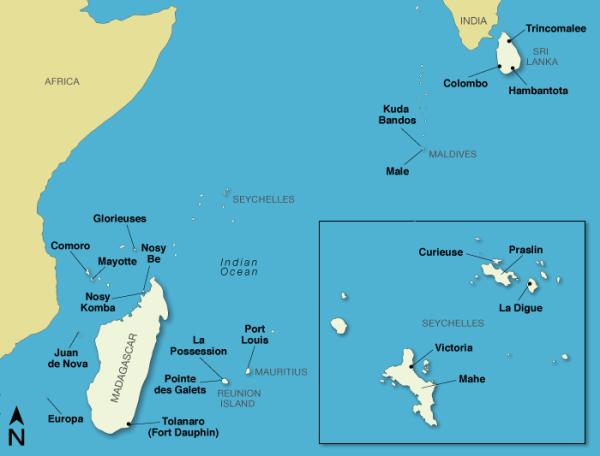 INDIA
Trincomalee
SRI
LANKA
AFRICA
Colombo
Hambantota
Kuda
Bandos
MALDIVES
Male
SEYCHELLES
Glorieuses
Comoro
Mayotte
Nosy
Be
Indian
Ocean
Curieuse
Praslin
Nosy
Komba
La Digue
SEYCHELLES
MADAGASCAR
Juan
de Nova
La
Possession
Port
Louis
Victoria
MAURITIUS
Pointe
des Galets
REUNION
ISLAND
Mahe
Europa
Tolanaro
(Fort Dauphin)
N